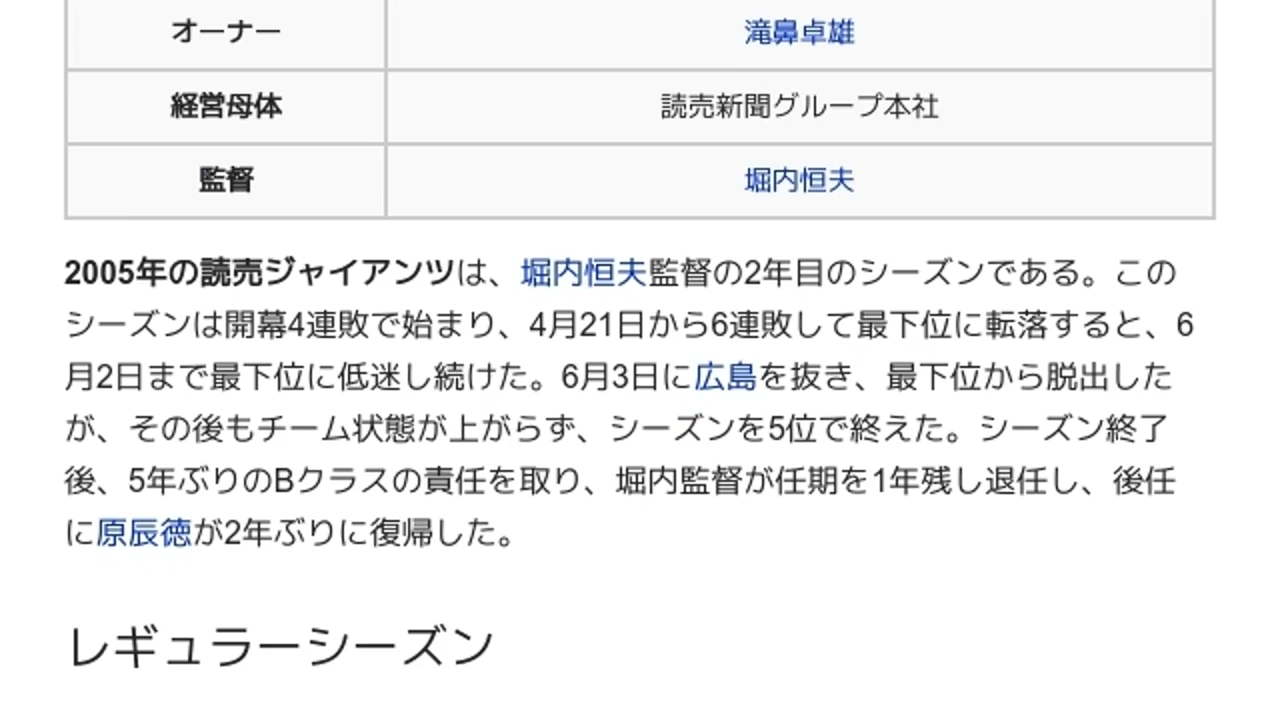 オーナー 滝鼻卓雄
経営母体 読売新聞グループ本社
監督 堀内恒夫
2005年の読売ジャイアンツは、堀内恒夫監督の2年目のシーズンである。この
シーズンは開幕4連敗で始まり、4月21日から6連敗して最下位に転落すると、6
月2日まで最下位に低迷し続けた。6月3日に広島を抜き、最下位から脱出した
が、その後もチーム状態が上がらず、シーズンを5位で終えた。シーズン終了
後、5年ぶりのBクラスの責任を取り、堀内監督が任期を1年残し退任し、後任
に原辰徳が2年ぶりに復帰した。
レギュラーシーズン